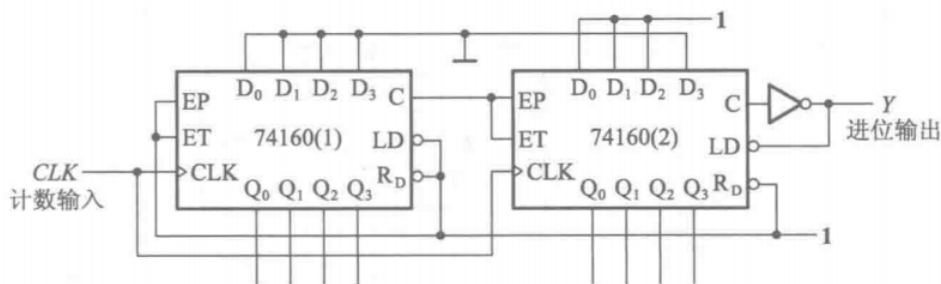 1
D₀ D₁ D₂ D₃ D₀ D₁ D₂ D₃
EP C EP C Y
进位输出
ET 74160(1) LD ET 74160(2) LD
CLK CLK R_D CLK R_D
计数输入 Q₀ Q₁ Q₂ Q₃ Q₀ Q₁ Q₂ Q₃
1